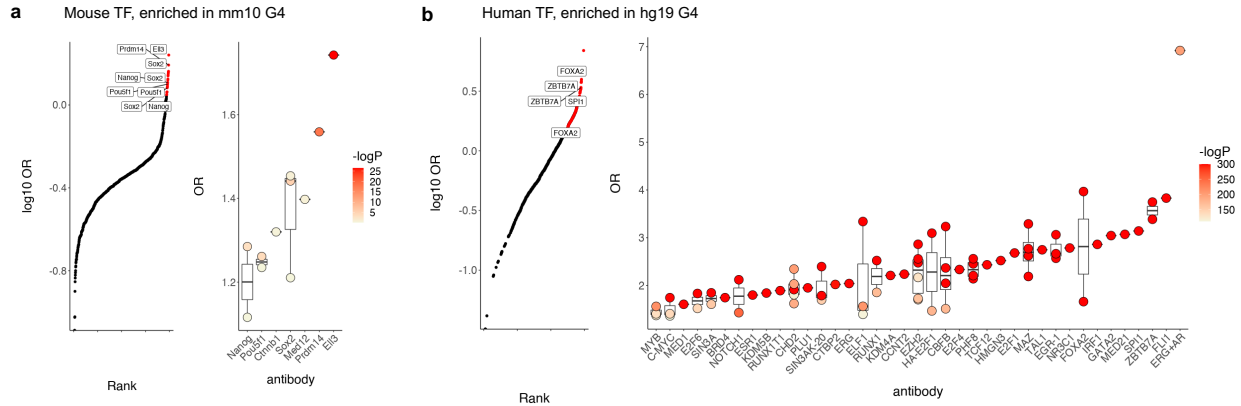 a Mouse TF, enriched in mm10 G4
Prdm14 Ell3
Sox2
Nanog Sox2
Pou5f1 Pou5f1
Sox2 Nanog
0.0
-0.4
-0.8
log10 OR
Rank
1.6
1.4
1.2
OR
Nanog
Pou5f1
Ctnnb1
Sox2
Med12
Prdm14
Ell3
antibody
-logP
25
20
15
10
5
b Human TF, enriched in hg19 G4
FOXA2
ZBTB7A
ZBTB7A SPI1
FOXA2
0.5
0.0
-0.5
-1.0
log10 OR
Rank
7
6
5
4
3
2
OR
MYB
C-MYC
MED1
E2F6
SIN3A
BRD4
NOTCH1
ESR1
KDM5B
RUNX1T1
CHD2
PLU1
SIN3AK-20
CTBP2
ERG
ELF1
RUNX1
KDM4A
CCNT2
EZH2
HA-E2F1
CBFB
E2F4
PHF8
TCF12
HMGN3
E2F1
MAZ
TAL1
EGR-1
NR3C1
FOXA2
IRF1
GATA2
MED21
SPI1
ZBTB7A
FLI1
ERG+AR
antibody
-logP
300
250
200
150